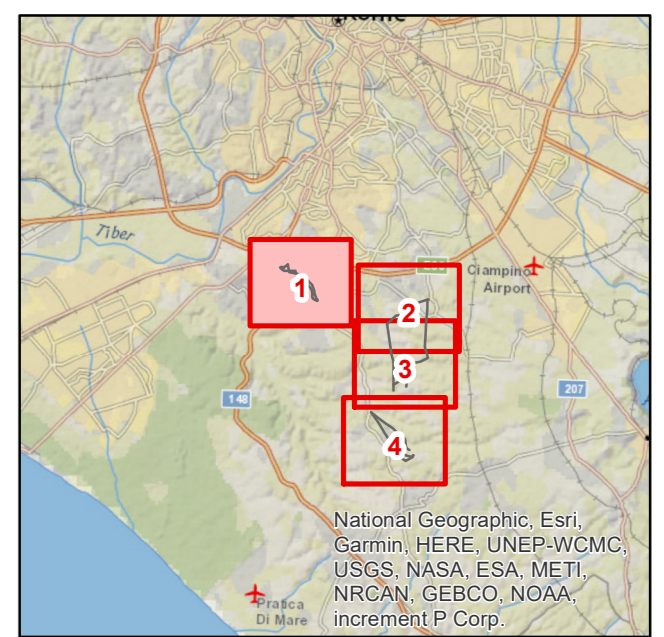 Rome
Tiber
Ciampino
Airport
1
2
3
148
207
4
National Geographic, Esri,
Garmin, HERE, UNEP-WCMC,
USGS, NASA, ESA, METI,
NRCAN, GEBCO, NOAA,
increment P Corp.
Pratica
Di Mare